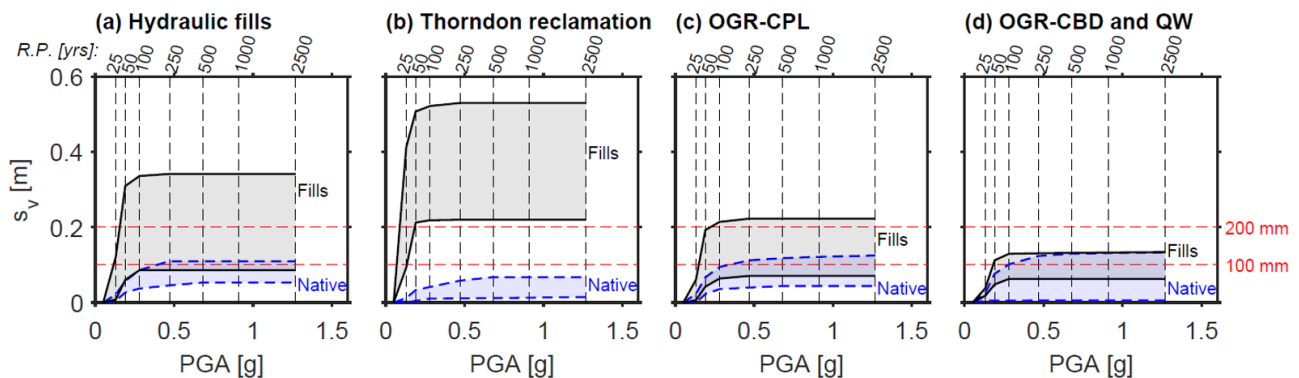 (a) Hydraulic fills (b) Thorndon reclamation (c) OGR-CPL (d) OGR-CBD and QW
R.P. [yrs]: 25 50 100 250 500 1000 2500 25 50 100 250 500 1000 2500 25 50 100 250 500 1000 2500 25 50 100 250 500 1000 2500
0.6
0.4
0.2
0
s_v [m]
Fills
Native
Fills
Native
Fills
Native
Fills
Native
200 mm
100 mm
0 0.5 1 1.5 0 0.5 1 1.5 0 0.5 1 1.5 0 0.5 1 1.5
PGA [g] PGA [g] PGA [g] PGA [g]